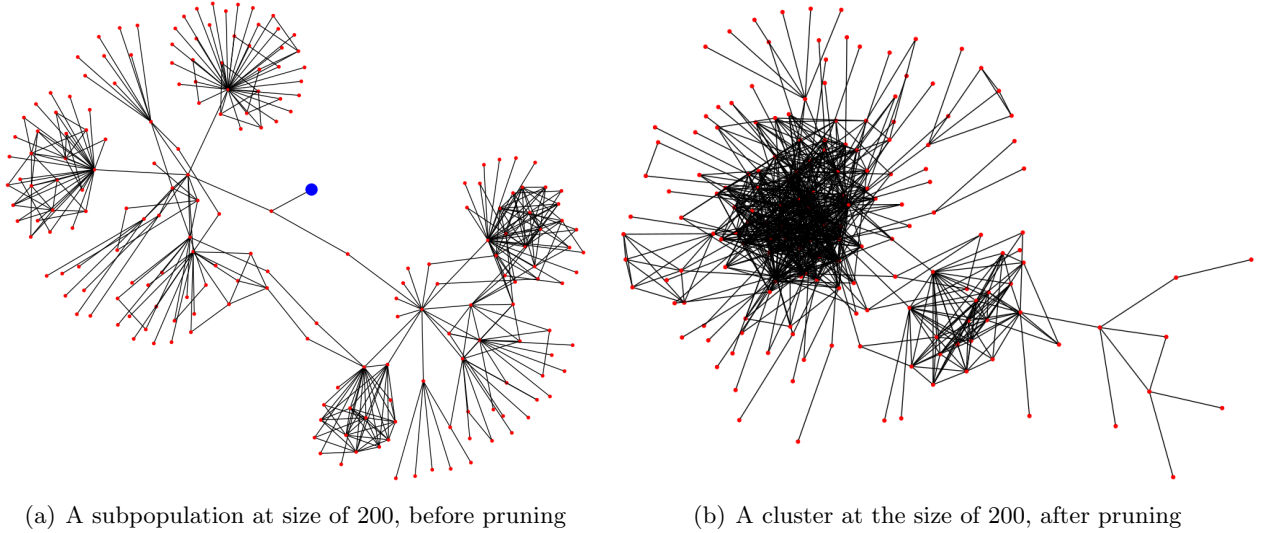 (a) A subpopulation at size of 200, before pruning
(b) A cluster at the size of 200, after pruning